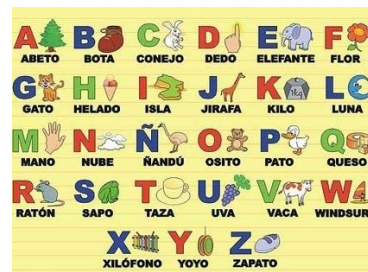 A B C D E F
ABETO BOTA CONEJO DEDO ELEFANTE FLOR
G H I J K L
GATO HELADO ISLA JIRAFA KILO LUNA
M N Ñ O P Q
MANO NUBE ÑANDÚ OSITO PATO QUESO
R S T U V W
RATÓN SAPO TAZA UVA VACA WINDSUR
X Y Z
XILÓFONO YOYO ZAPATO